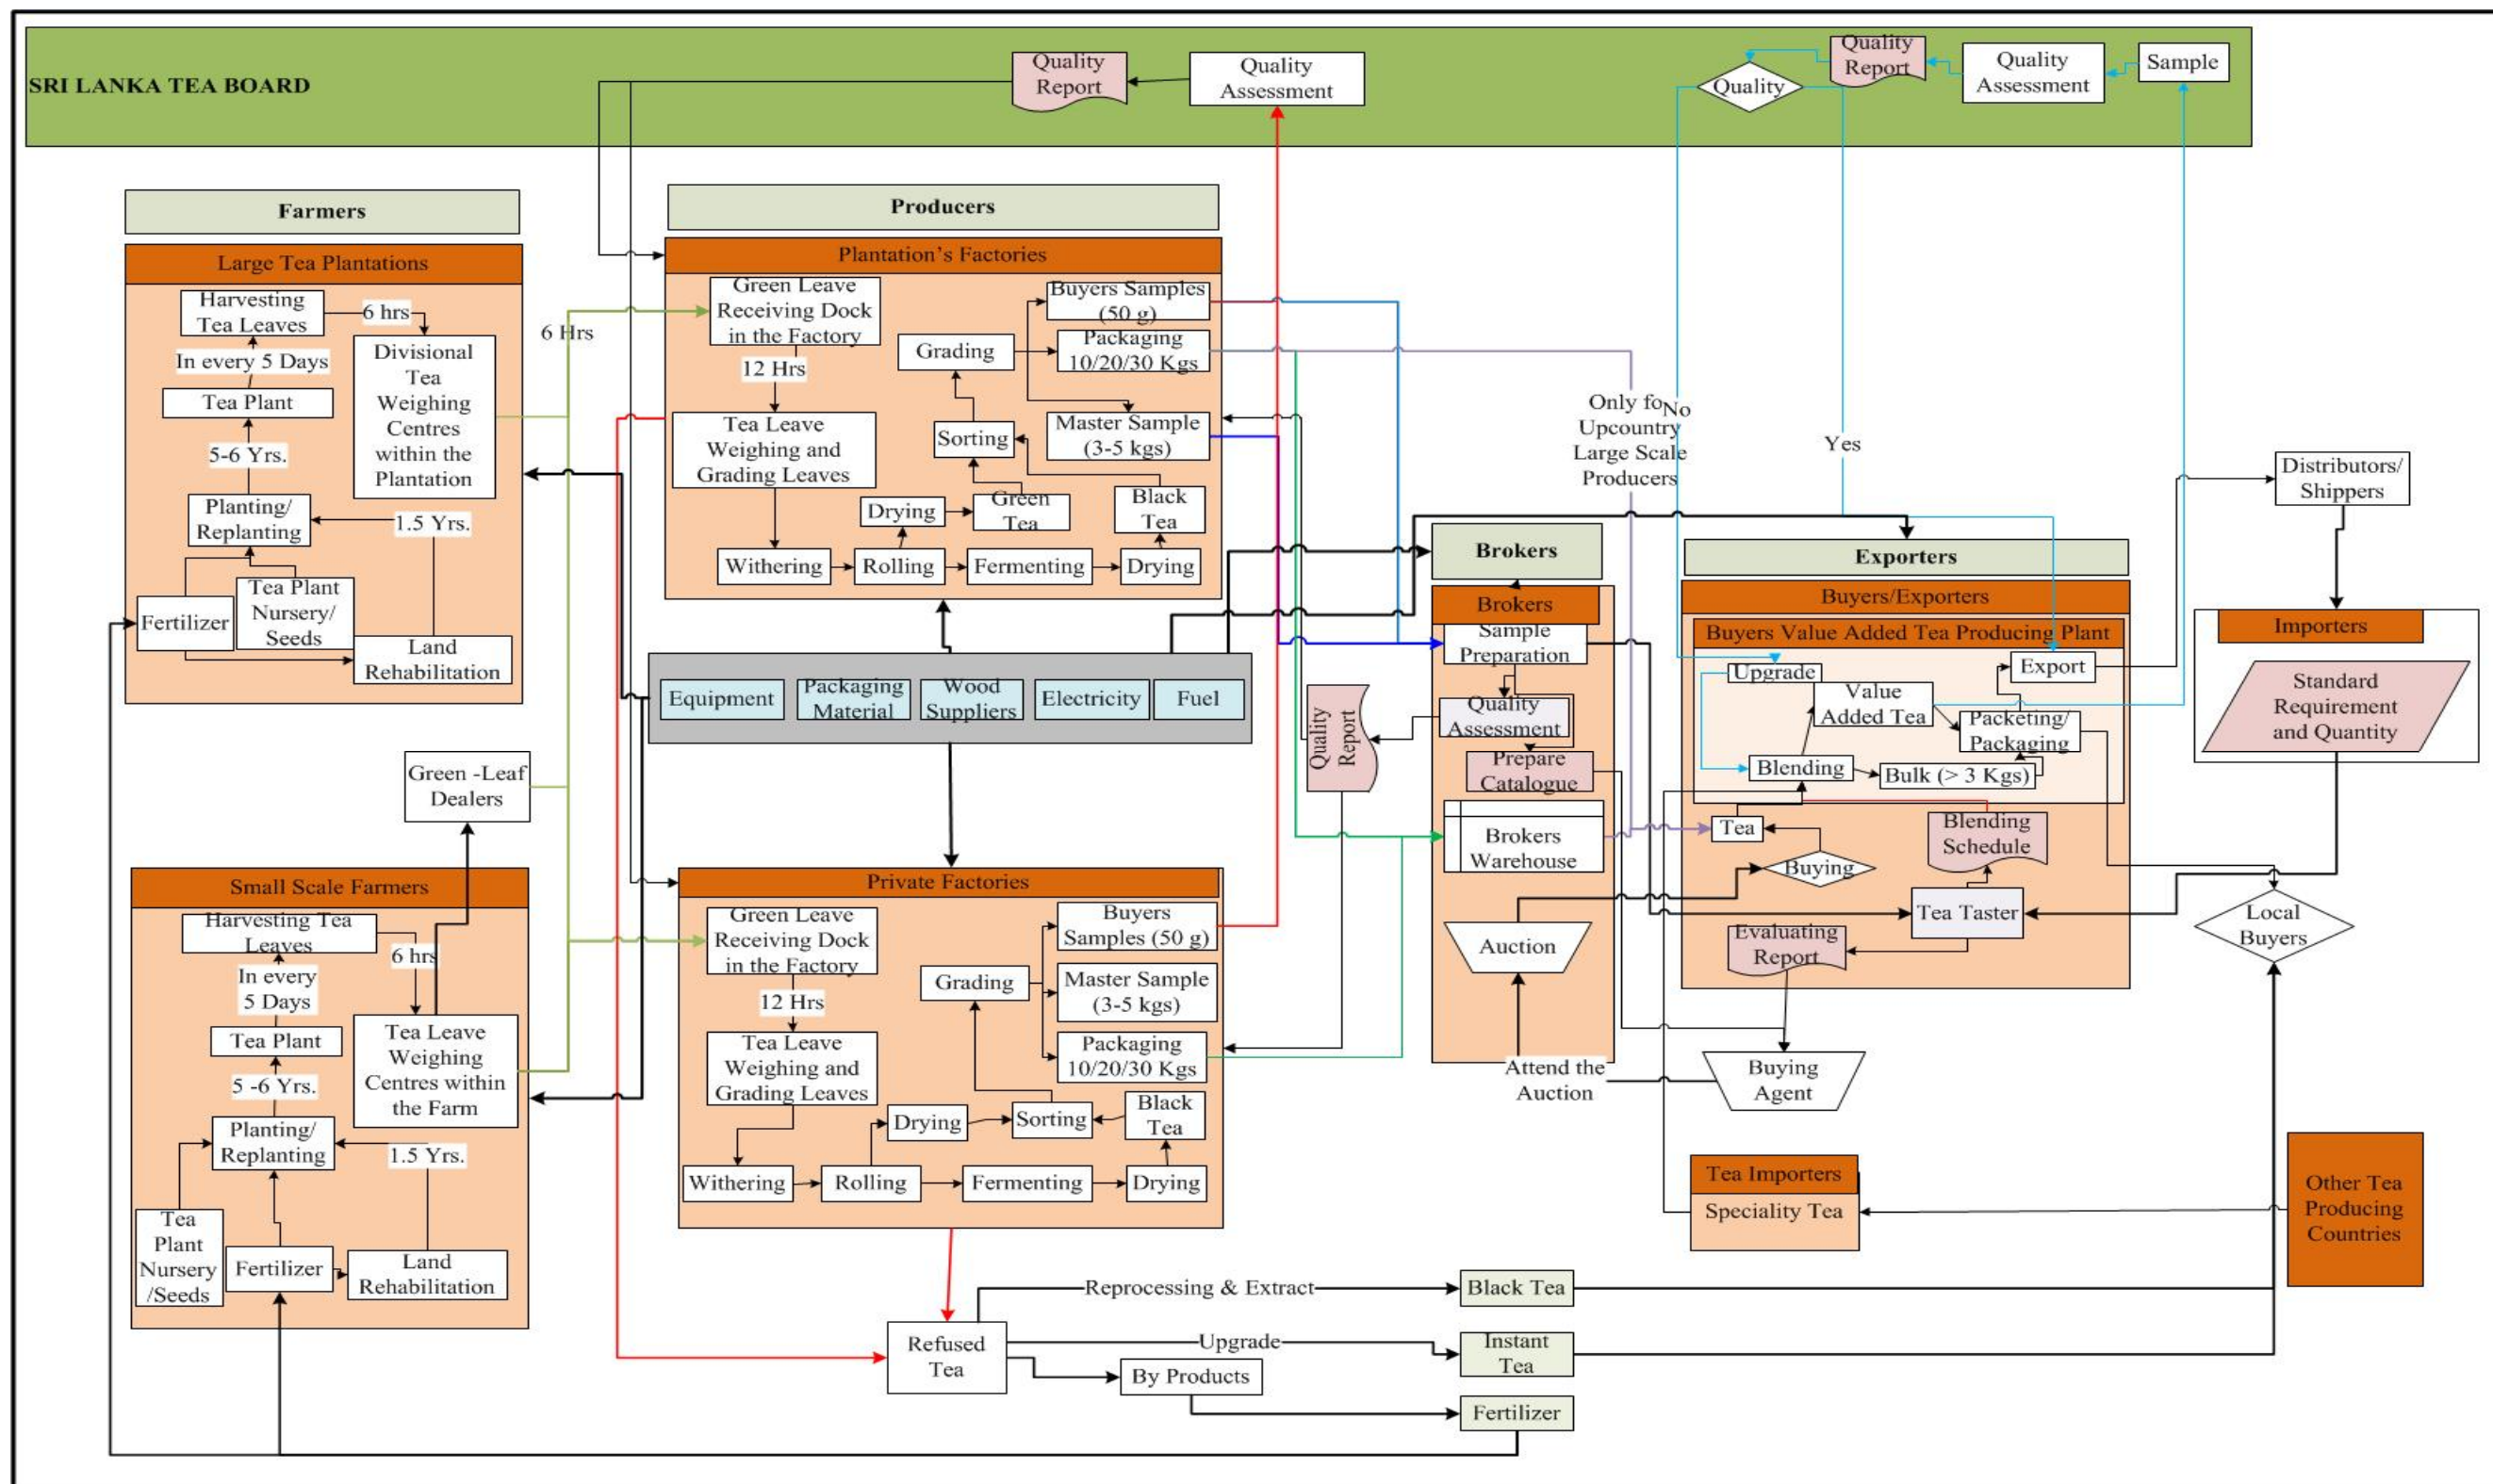 SRI LANKA TEA BOARD
Quality
Report
Quality
Assessment
Quality
Quality
Report
Quality
Assessment
Sample
Farmers
Large Tea Plantations
Harvesting
Tea Leaves
6 hrs
In every 5 Days
Tea Plant
5-6 Yrs.
Divisional
Tea
Weighing
Centres
within the
Plantation
Planting/
Replanting
1.5 Yrs.
Fertilizer
Tea Plant
Nursery/
Seeds
Land
Rehabilitation
6 Hrs
Green -Leaf
Dealers
Small Scale Farmers
Harvesting Tea
Leaves
6 hrs
In every
5 Days
Tea Plant
5 -6 Yrs.
Tea Leave
Weighing
Centres within
the Farm
Planting/
Replanting
1.5 Yrs.
Tea
Plant
Nursery
/Seeds
Fertilizer
Land
Rehabilitation
Producers
Plantation's Factories
Green Leave
Receiving Dock
in the Factory
12 Hrs
Tea Leave
Weighing and
Grading Leaves
Grading
Buyers Samples
(50 g)
Packaging
10/20/30 Kgs
Master Sample
(3-5 kgs)
Sorting
Drying
Green
Tea
Black
Tea
Withering
Rolling
Fermenting
Drying
Equipment
Packaging
Material
Wood
Suppliers
Electricity
Fuel
Private Factories
Green Leave
Receiving Dock
in the Factory
12 Hrs
Tea Leave
Weighing and
Grading Leaves
Grading
Buyers
Samples (50 g)
Master Sample
(3-5 kgs)
Packaging
10/20/30 Kgs
Drying
Sorting
Black
Tea
Withering
Rolling
Fermenting
Drying
Refused
Tea
Reprocessing & Extract
Upgrade
By Products
Black Tea
Instant
Tea
Fertilizer
Quality
Report
Brokers
Brokers
Sample
Preparation
Quality
Assessment
Prepare
Catalogue
Brokers
Warehouse
Auction
Attend the
Auction
Only fo
Upcountry
Large Scale
Producers
No
Yes
Exporters
Buyers/Exporters
Buyers Value Added Tea Producing Plant
Upgrade
Export
Value
Added Tea
Packeting/
Packaging
Blending
Bulk (> 3 Kgs)
Tea
Blending
Schedule
Buying
Tea Taster
Evaluating
Report
Buying
Agent
Tea Importers
Speciality Tea
Distributors/
Shippers
Importers
Standard
Requirement
and Quantity
Local
Buyers
Other Tea
Producing
Countries